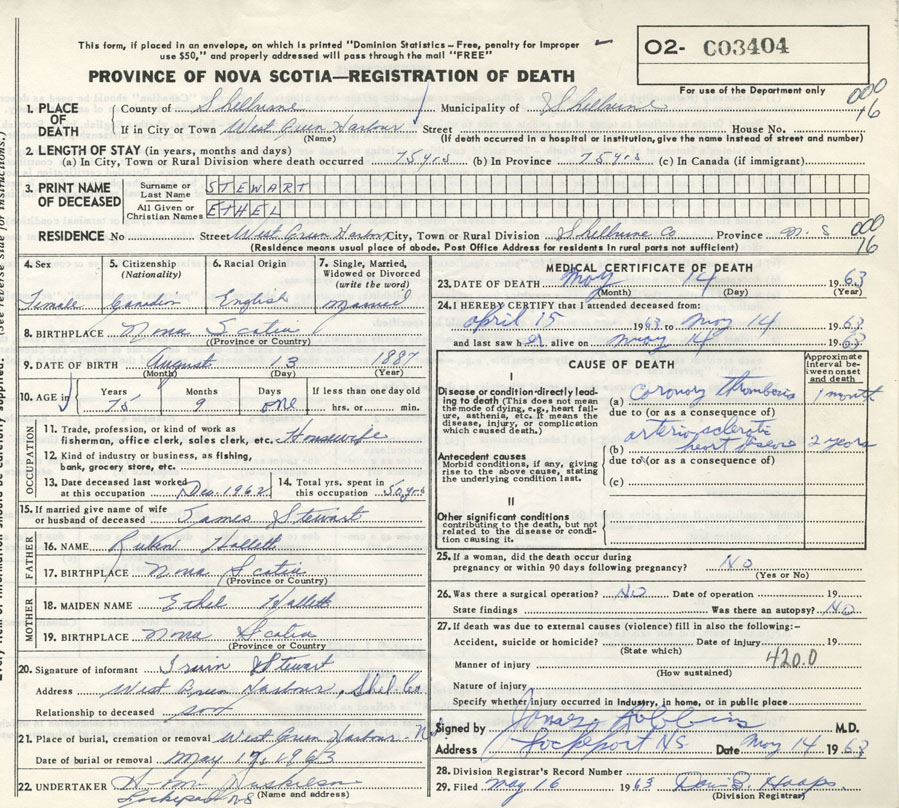 This form, if placed in an envelope, on which is printed "Dominion Statistics – Free, penalty for improper
use $50," and properly addressed will pass through the mail "FREE"
02- C03404
For use of the Department only
PROVINCE OF NOVA SCOTIA—REGISTRATION OF DEATH
000
16
1. PLACE OF DEATH
County of Shelburne Municipality of Shelburne
If in City or Town West Green Harbour Street House No.
(Name) (If death occurred in a hospital or institution, give the name instead of street and number)
2. LENGTH OF STAY (in years, months and days)
(a) In City, Town or Rural Division where death occurred 75 yrs (b) In Province 75 yrs (c) In Canada (if immigrant)
3. PRINT NAME OF DECEASED
Surname or Last Name STEWART
All Given or Christian Names ETHEL
RESIDENCE No Street West Green Harbor City, Town or Rural Division Shelburne Co Province N. S
000
16
(Residence means usual place of abode. Post Office Address for residents in rural parts not sufficient)
4. Sex
Female
5. Citizenship (Nationality)
Canadian
6. Racial Origin
English
7. Single, Married, Widowed or Divorced (write the word)
Married
8. BIRTHPLACE Nova Scotia
(Province or Country)
9. DATE OF BIRTH August 13 1887
(Month) (Day) (Year)
10. AGE in Years Months Days If less than one day old
75 9 one hrs. or min.
OCCUPATION
11. Trade, profession, or kind of work as
fisherman, office clerk, sales clerk, etc. Housewife
12. Kind of industry or business, as fishing,
bank, grocery store, etc.
13. Date deceased last worked at this occupation Dec. 1962
14. Total yrs. spent in this occupation 50 yrs
15. If married give name of wife
or husband of deceased James Stewart
FATHER
16. NAME Rubin Hallett
17. BIRTHPLACE Nova Scotia
(Province or Country)
MOTHER
18. MAIDEN NAME Ethel Hallett
19. BIRTHPLACE Nova Scotia
(Province or Country)
20. Signature of informant Irwin Stewart
Address West Green Harbour, Shel. Co
Relationship to deceased son
21. Place of burial, cremation or removal West Green Harbour N
Date of burial or removal May 17, 1963
22. UNDERTAKER
(Name and address)
Lockeport NS
MEDICAL CERTIFICATE OF DEATH
23. DATE OF DEATH May 14 1963
(Month) (Day) (Year)
24. I HEREBY CERTIFY that I attended deceased from:
April 15 1963 to May 14 1963
and last saw h er alive on May 14 1963
CAUSE OF DEATH
Approximate interval between onset and death
I
Disease or condition directly leading to death (This does not mean the mode of dying, e.g., heart failure, asthenia, etc. It means the disease, injury, or complication which caused death.)
(a) Coronary thrombosis 1 month
due to (or as a consequence of)
Antecedent causes
Morbid conditions, if any, giving rise to the above cause, stating the underlying condition last.
(b) arteriosclerotic heart disease 2 years
due to (or as a consequence of)
(c)
II
Other significant conditions
contributing to the death, but not related to the disease or condition causing it.
25. If a woman, did the death occur during
pregnancy or within 90 days following pregnancy? NO
(Yes or No)
26. Was there a surgical operation? NO Date of operation 19
State findings Was there an autopsy? NO
27. If death was due to external causes (violence) fill in also the following:–
Accident, suicide or homicide? Date of injury 19
(State which)
Manner of injury 420.0
(How sustained)
Nature of injury
Specify whether injury occurred in industry, in home, or in public place
Signed by Robbins M.D.
Address Lockeport NS Date May 14 1963
28. Division Registrar's Record Number
29. Filed May 16 1963
(Division Registrar)
(See reverse side for instructions.)